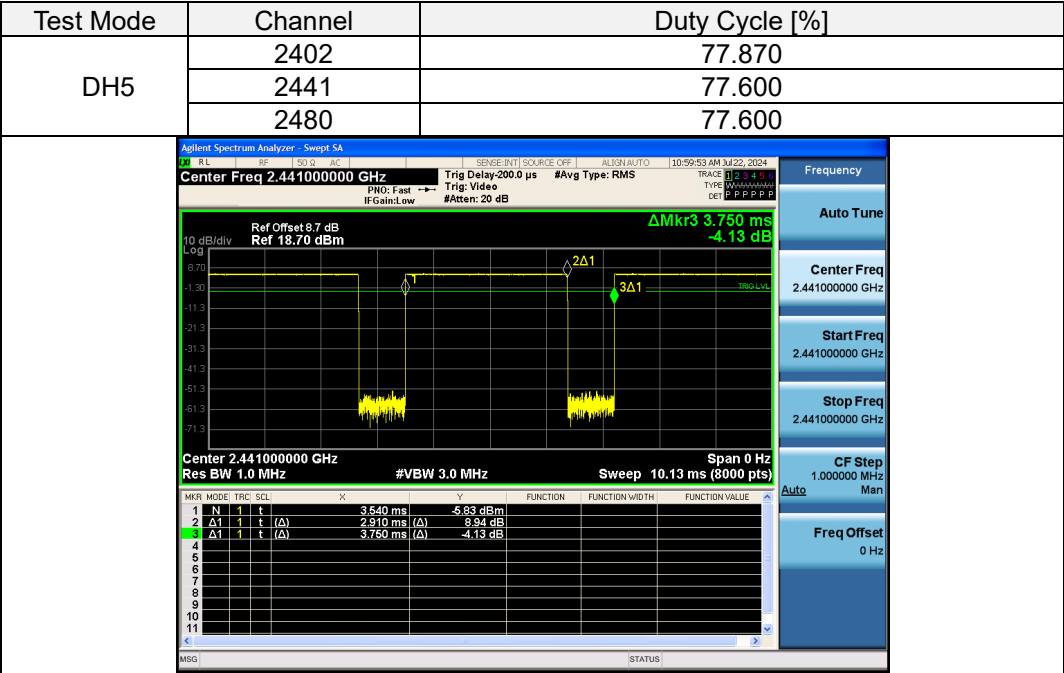 Test Mode Channel Duty Cycle [%]
DH5 2402 77.870
2441 77.600
2480 77.600
Agilent Spectrum Analyzer - Swept SA
LXI RL RF 50 Ω AC SENSE:INT SOURCE OFF ALIGN AUTO 10:59:53 AM Jul 22, 2024
Center Freq 2.441000000 GHz
PNO: Fast
IFGain:Low
Trig Delay-200.0 µs
Trig: Video
#Atten: 20 dB
#Avg Type: RMS
TRACE 1 2 3 4 5 6
TYPE
DET P P P P P P
Ref Offset 8.7 dB
10 dB/div Ref 18.70 dBm
Log
ΔMkr3 3.750 ms
-4.13 dB
8.70
-1.30
-11.3
-21.3
-31.3
-41.3
-51.3
-61.3
-71.3
1
2Δ1
3Δ1
TRIG LVL
Center 2.441000000 GHz Span 0 Hz
Res BW 1.0 MHz #VBW 3.0 MHz Sweep 10.13 ms (8000 pts)
MKR MODE TRC SCL X Y FUNCTION FUNCTION WIDTH FUNCTION VALUE
1 N 1 t 3.540 ms -5.83 dBm
2 Δ1 1 t (Δ) 2.910 ms (Δ) 8.94 dB
3 Δ1 1 t (Δ) 3.750 ms (Δ) -4.13 dB
4
5
6
7
8
9
10
11
MSG STATUS
Frequency
Auto Tune
Center Freq
2.441000000 GHz
Start Freq
2.441000000 GHz
Stop Freq
2.441000000 GHz
CF Step
1.000000 MHz
Auto Man
Freq Offset
0 Hz